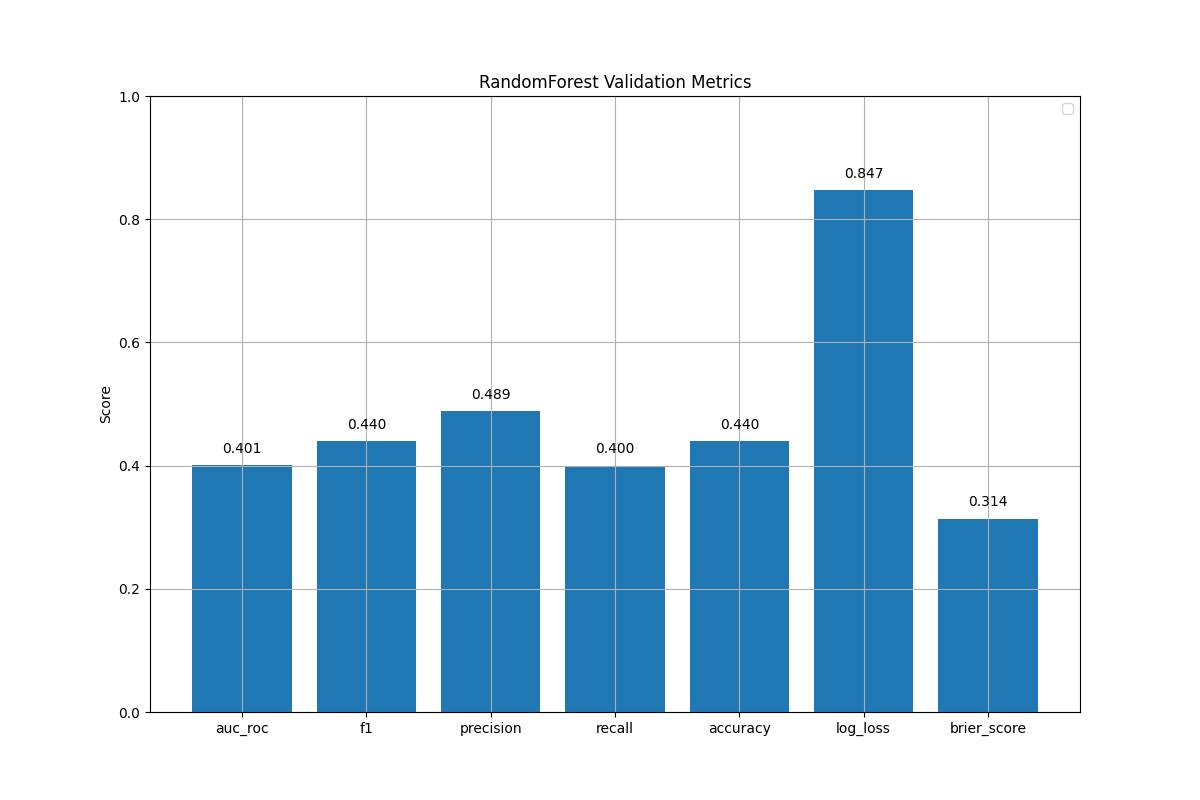 RandomForest Validation Metrics
1.0
0.8
0.6
0.4
0.2
0.0
Score
0.401
0.440
0.489
0.400
0.440
0.847
0.314
auc_roc
f1
precision
recall
accuracy
log_loss
brier_score